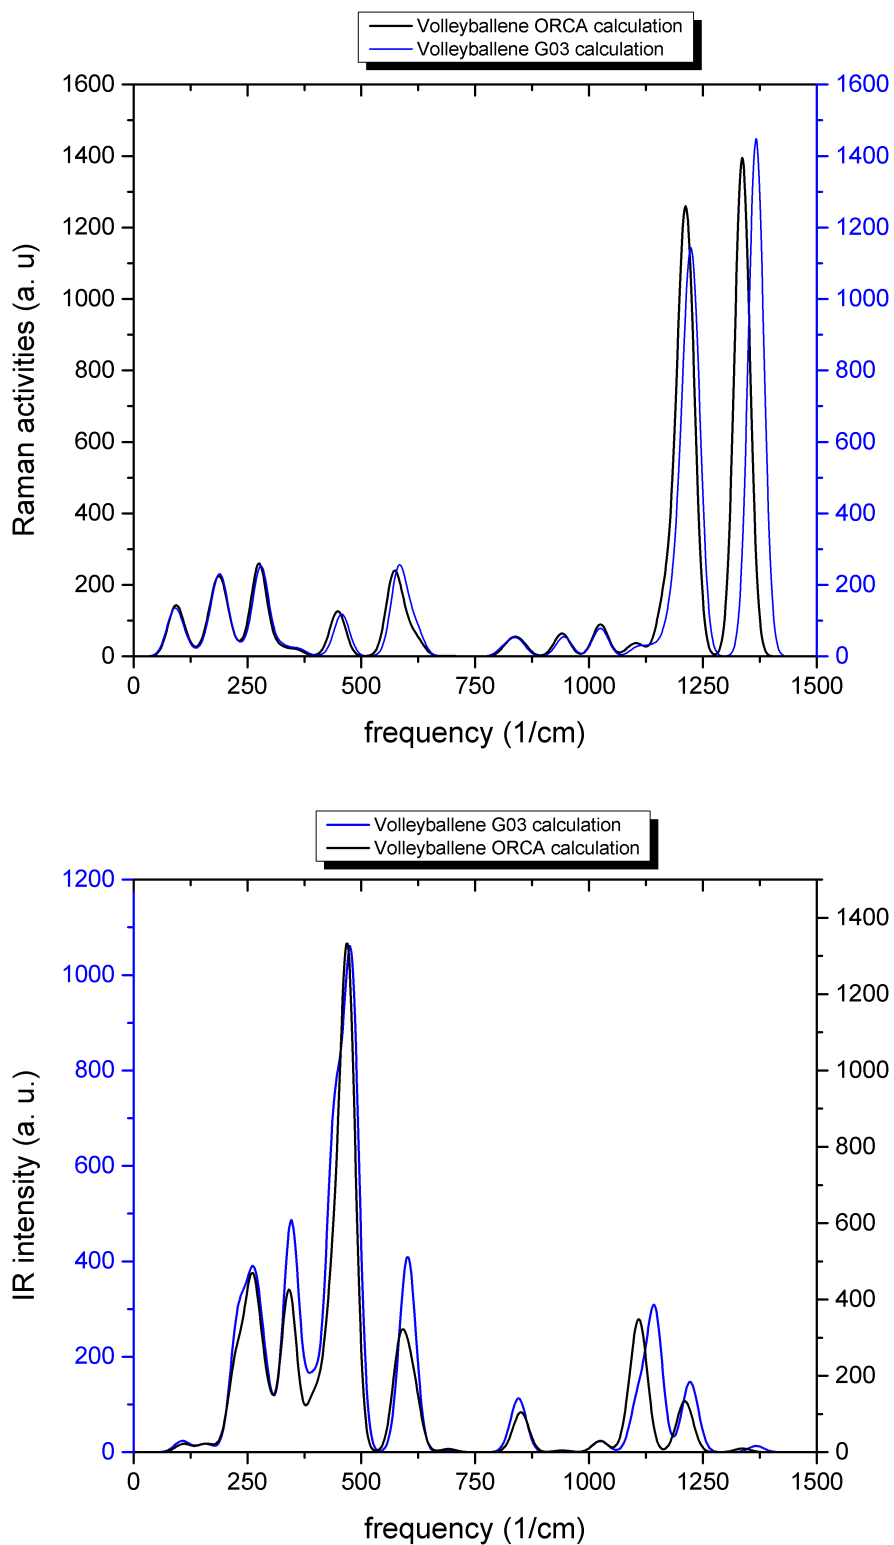 Volleyballene ORCA calculation
Volleyballene G03 calculation
1600 1600
1400 1400
1200 1200
1000 1000
800 800
600 600
400 400
200 200
0 0
Raman activities (a. u)
0 250 500 750 1000 1250 1500
frequency (1/cm)
Volleyballene G03 calculation
Volleyballene ORCA calculation
1200
1400
1000
1200
800
1000
800
600
600
400
400
200
200
0 0
IR intensity (a. u.)
0 250 500 750 1000 1250 1500
frequency (1/cm)